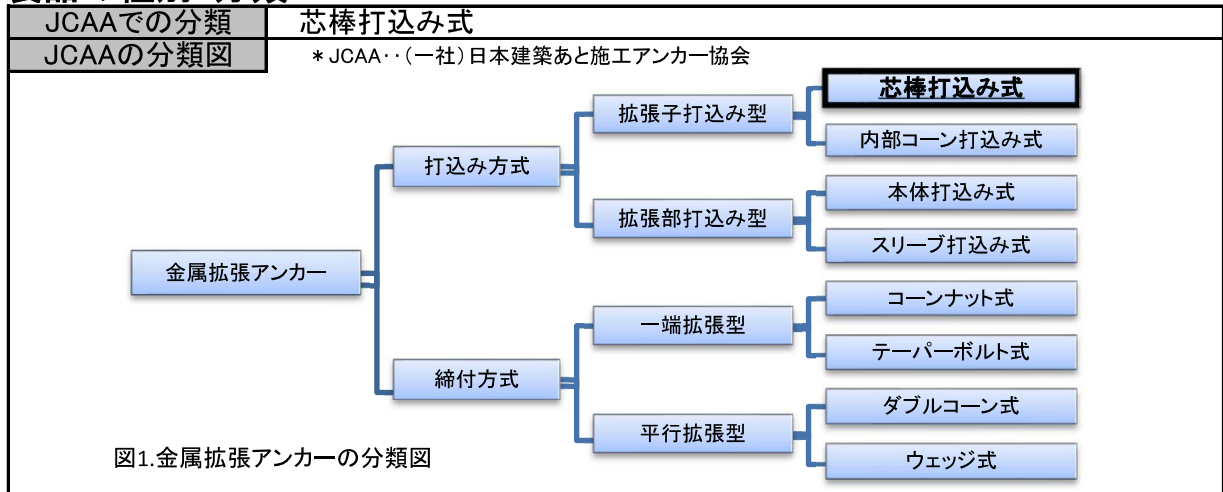 JCAAでの分類 芯棒打込み式
JCAAの分類図 ＊JCAA‥(一社)日本建築あと施工アンカー協会
芯棒打込み式
拡張子打込み型
内部コーン打込み式
打込み方式
本体打込み式
拡張部打込み型
スリーブ打込み式
金属拡張アンカー
コーンナット式
一端拡張型
テーパーボルト式
締付方式
ダブルコーン式
平行拡張型
ウェッジ式
図1.金属拡張アンカーの分類図